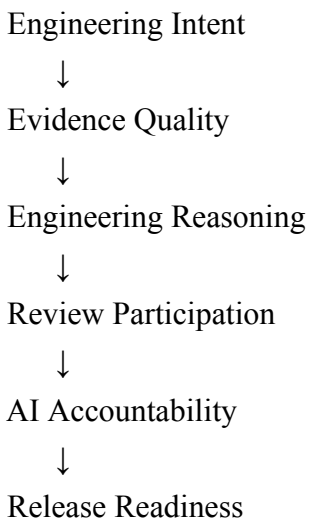 Engineering Intent
↓
Evidence Quality
↓
Engineering Reasoning
↓
Review Participation
↓
AI Accountability
↓
Release Readiness